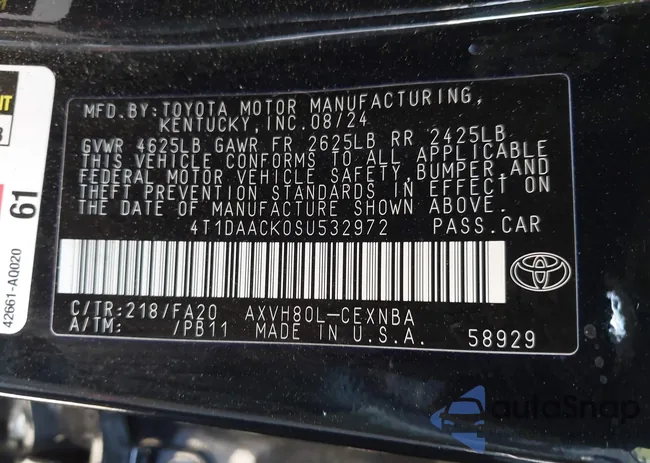 MFD.BY:TOYOTA MOTOR MANUFACTURING,
KENTUCKY,INC.08/24
GVWR 4625LB GAWR FR 2625LB RR 2425LB
THIS VEHICLE CONFORMS TO ALL APPLICABLE
FEDERAL MOTOR VEHICLE SAFETY,BUMPER,AND
THEFT PREVENTION STANDARDS IN EFFECT ON
THE DATE OF MANUFACTURE SHOWN ABOVE.
4T1DAACK0SU532972 PASS.CAR
C/TR:218/FA20 AXVH80L-CEXNBA
A/TM: /PB11 MADE IN U.S.A. 58929
61
42661-A0020
autoSnap